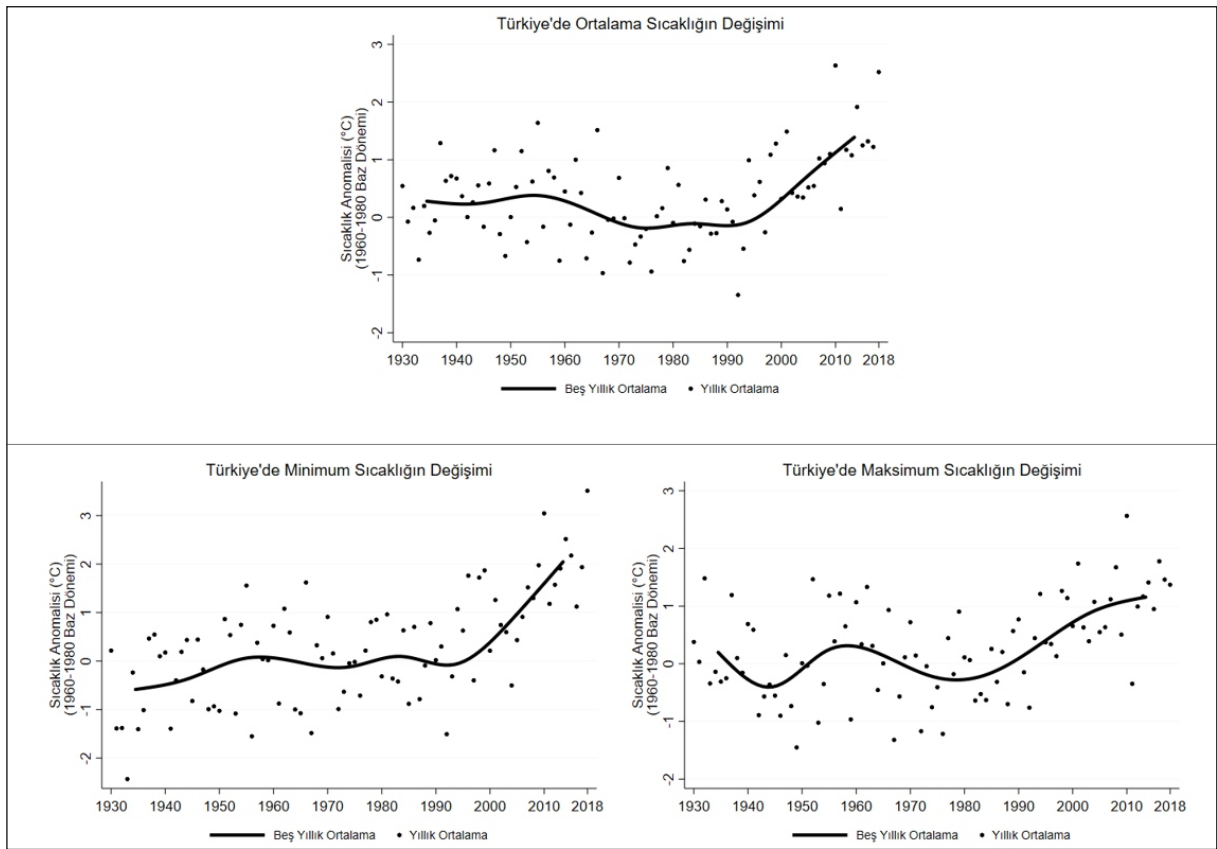 Türkiye'de Ortalama Sıcaklığın Değişimi
Sıcaklık Anomalisi (°C)
(1960-1980 Baz Dönemi)
3
2
1
0
-1
-2
1930 1940 1950 1960 1970 1980 1990 2000 2010 2018
Beş Yıllık Ortalama Yıllık Ortalama
Türkiye'de Minimum Sıcaklığın Değişimi
Sıcaklık Anomalisi (°C)
(1960-1980 Baz Dönemi)
3
2
1
0
-1
-2
1930 1940 1950 1960 1970 1980 1990 2000 2010 2018
Beş Yıllık Ortalama Yıllık Ortalama
Türkiye'de Maksimum Sıcaklığın Değişimi
Sıcaklık Anomalisi (°C)
(1960-1980 Baz Dönemi)
3
2
1
0
-1
-2
1930 1940 1950 1960 1970 1980 1990 2000 2010 2018
Beş Yıllık Ortalama Yıllık Ortalama